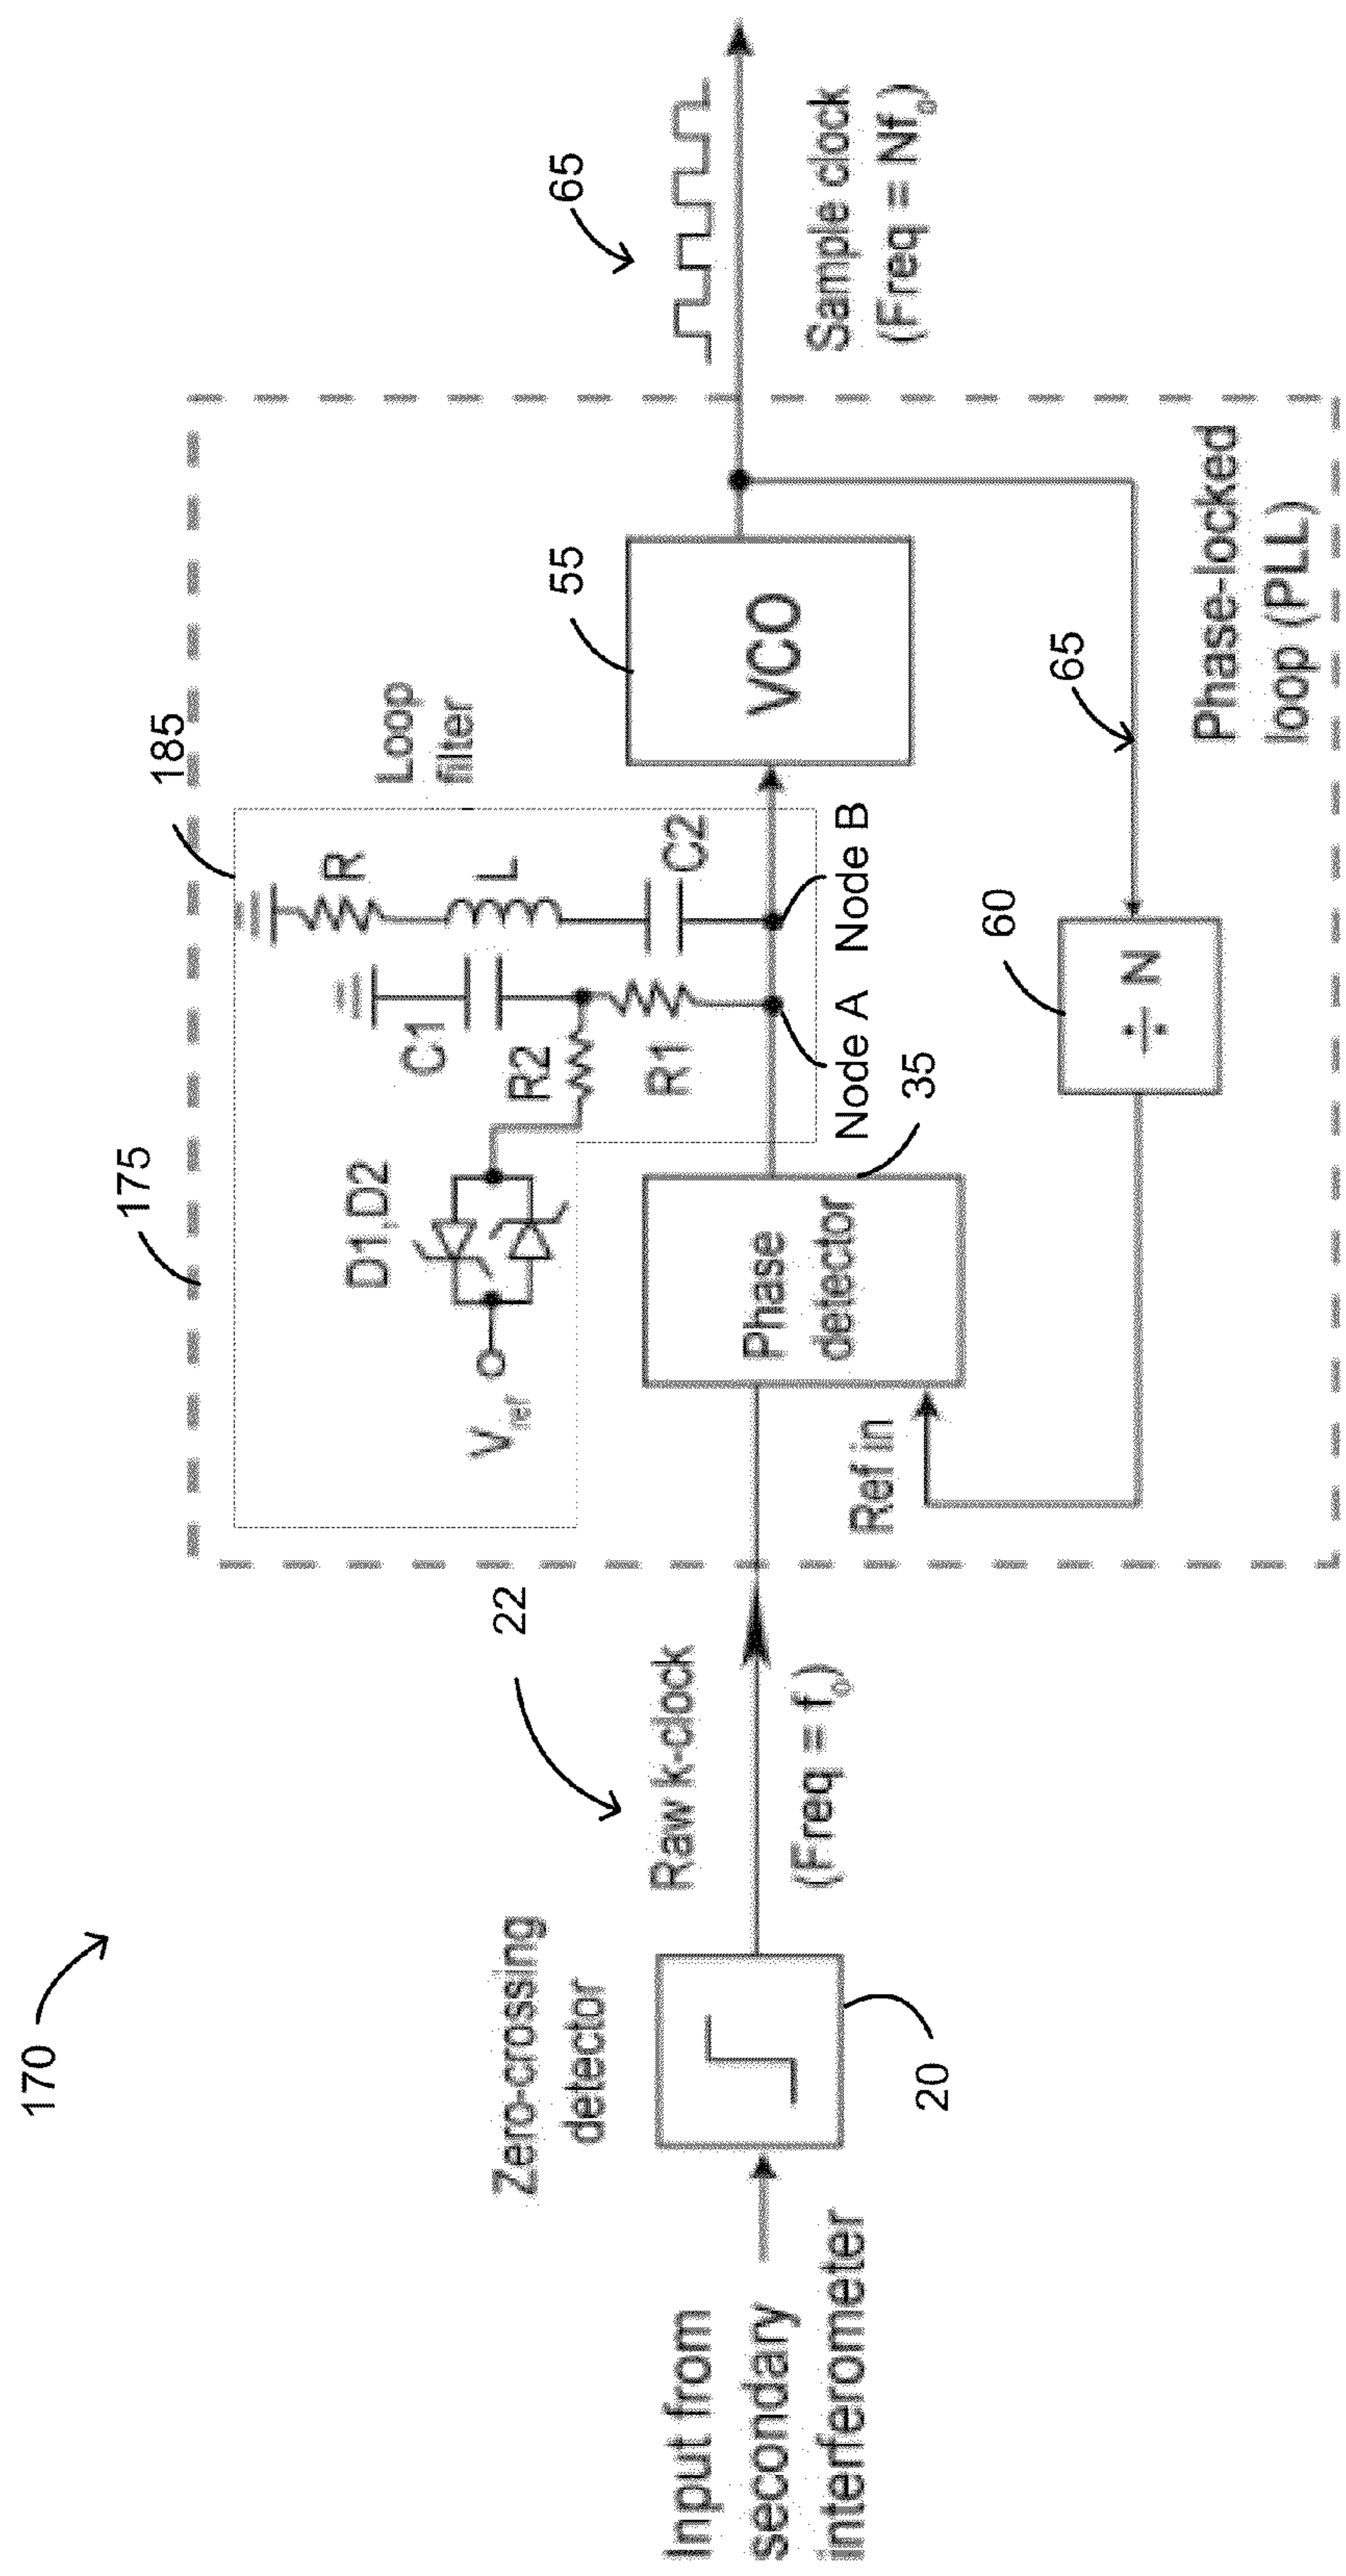 170
Input from
secondary
interferometer
Zero-crossing
detector
20
22
Raw k-clock
(Freq = f₀)
175
185
Loop
filter
Vref
D1,D2
R2
C1
R1
R
L
C2
Node A
Node B
Phase
detector
35
Ref in
VCO
55
÷ N
60
65
Phase-locked
loop (PLL)
65
Sample clock
(Freq = Nf₀)